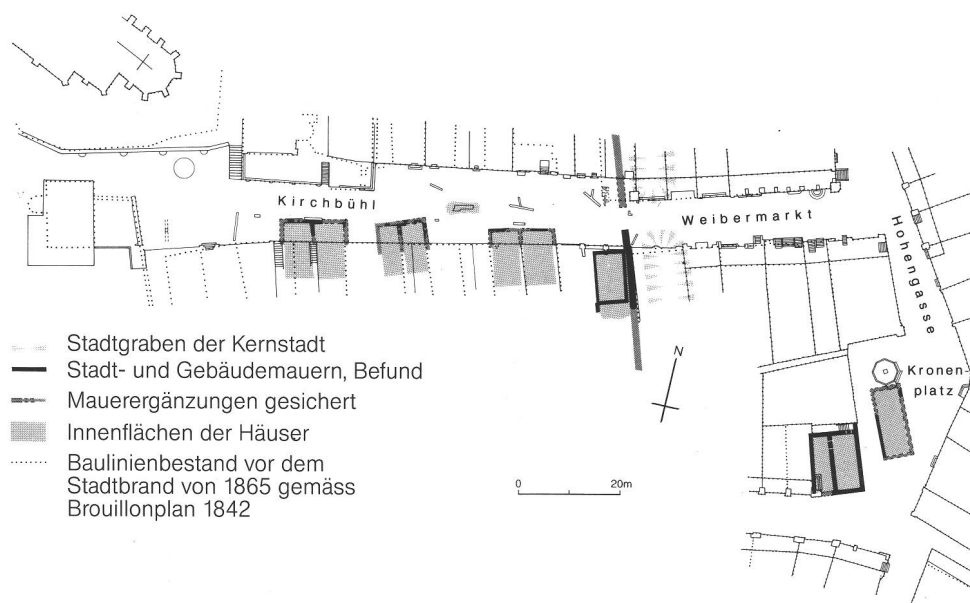 Kirchbühl
Weibermarkt
Hohengasse
Kronen-
platz
N
Stadtgraben der Kernstadt
Stadt- und Gebäudemauern, Befund
Mauerergänzungen gesichert
Innenflächen der Häuser
Baulinienbestand vor dem
Stadtbrand von 1865 gemäss
Brouillonplan 1842
0 20m